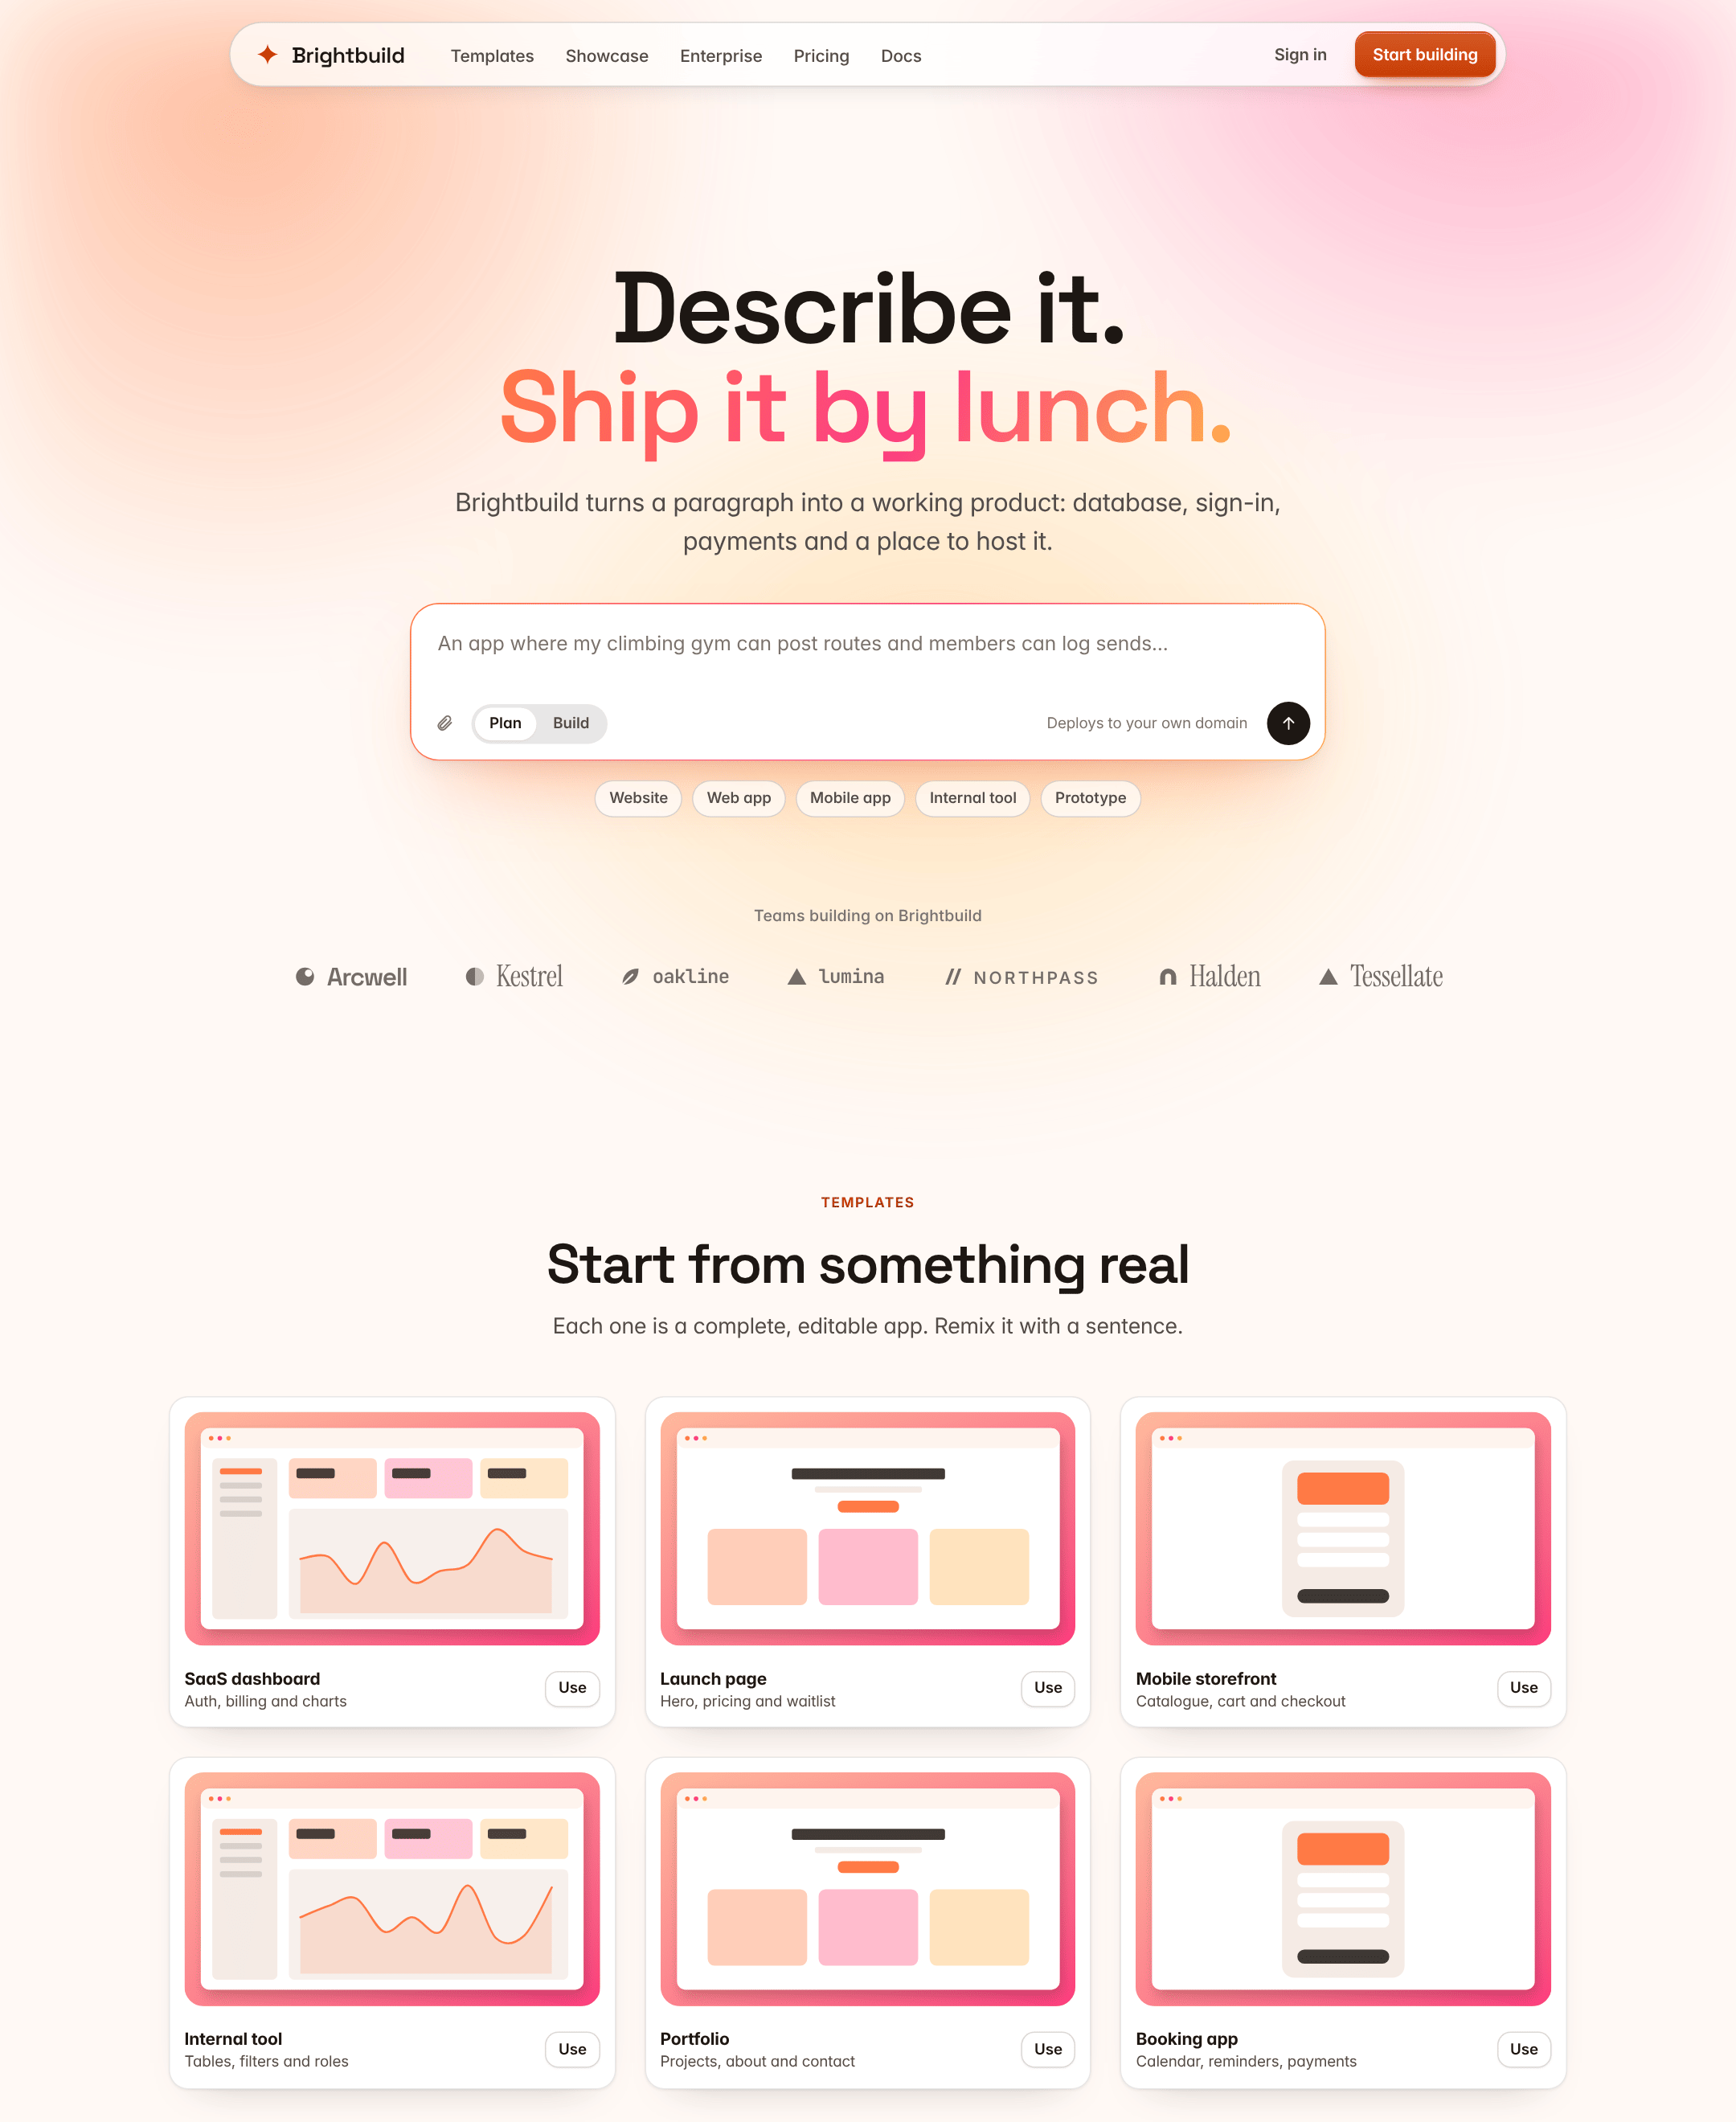 Brightbuild
Templates
Showcase
Enterprise
Pricing
Docs
Sign in
Start building
Describe it.
Ship it by lunch.
Brightbuild turns a paragraph into a working product: database, sign-in,
payments and a place to host it.
An app where my climbing gym can post routes and members can log sends...
Plan
Build
Deploys to your own domain
Website
Web app
Mobile app
Internal tool
Prototype
Teams building on Brightbuild
Arcwell
Kestrel
oakline
lumina
NORTHPASS
Halden
Tessellate
TEMPLATES
Start from something real
Each one is a complete, editable app. Remix it with a sentence.
SaaS dashboard
Auth, billing and charts
Use
Launch page
Hero, pricing and waitlist
Use
Mobile storefront
Catalogue, cart and checkout
Use
Internal tool
Tables, filters and roles
Use
Portfolio
Projects, about and contact
Use
Booking app
Calendar, reminders, payments
Use